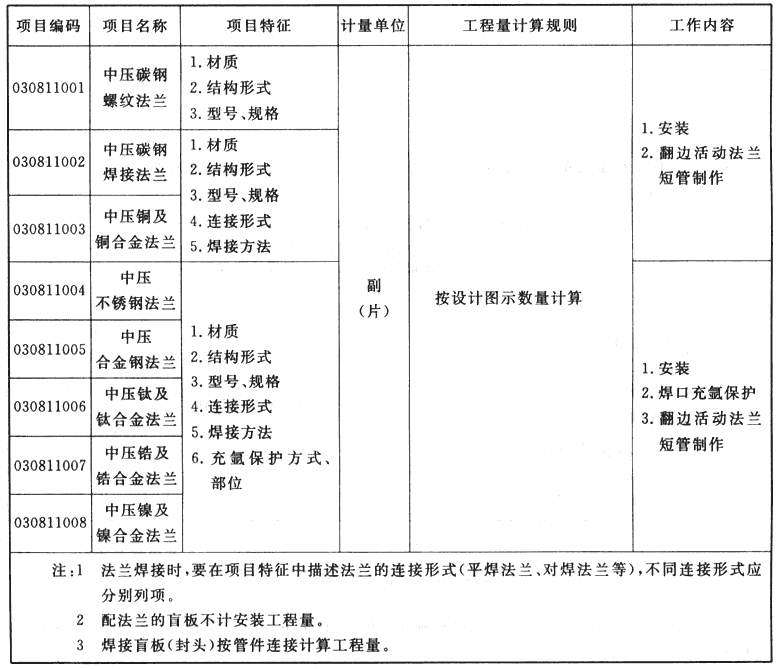 项目编码 项目名称 项目特征 计量单位 工程量计算规则 工作内容
030811001
中压碳钢
螺纹法兰
1.材质
2.结构形式
3.型号、规格
030811002
中压碳钢
焊接法兰
030811003
中压铜及
铜合金法兰
1.材质
2.结构形式
3.型号、规格
4.连接形式
5.焊接方法
030811004
中压
不锈钢法兰
030811005
中压
合金钢法兰
030811006
中压钛及
钛合金法兰
030811007
中压锆及
锆合金法兰
030811008
中压镍及
镍合金法兰
1.材质
2.结构形式
3.型号、规格
4.连接形式
5.焊接方法
6.充氩保护方式、
部位
副
(片)
按设计图示数量计算
1.安装
2.翻边活动法兰
短管制作
1.安装
2.焊口充氩保护
3.翻边活动法兰
短管制作
注:1 法兰焊接时,要在项目特征中描述法兰的连接形式(平焊法兰、对焊法兰等),不同连接形式应
分别列项。
2 配法兰的盲板不计安装工程量。
3 焊接盲板(封头)按管件连接计算工程量。